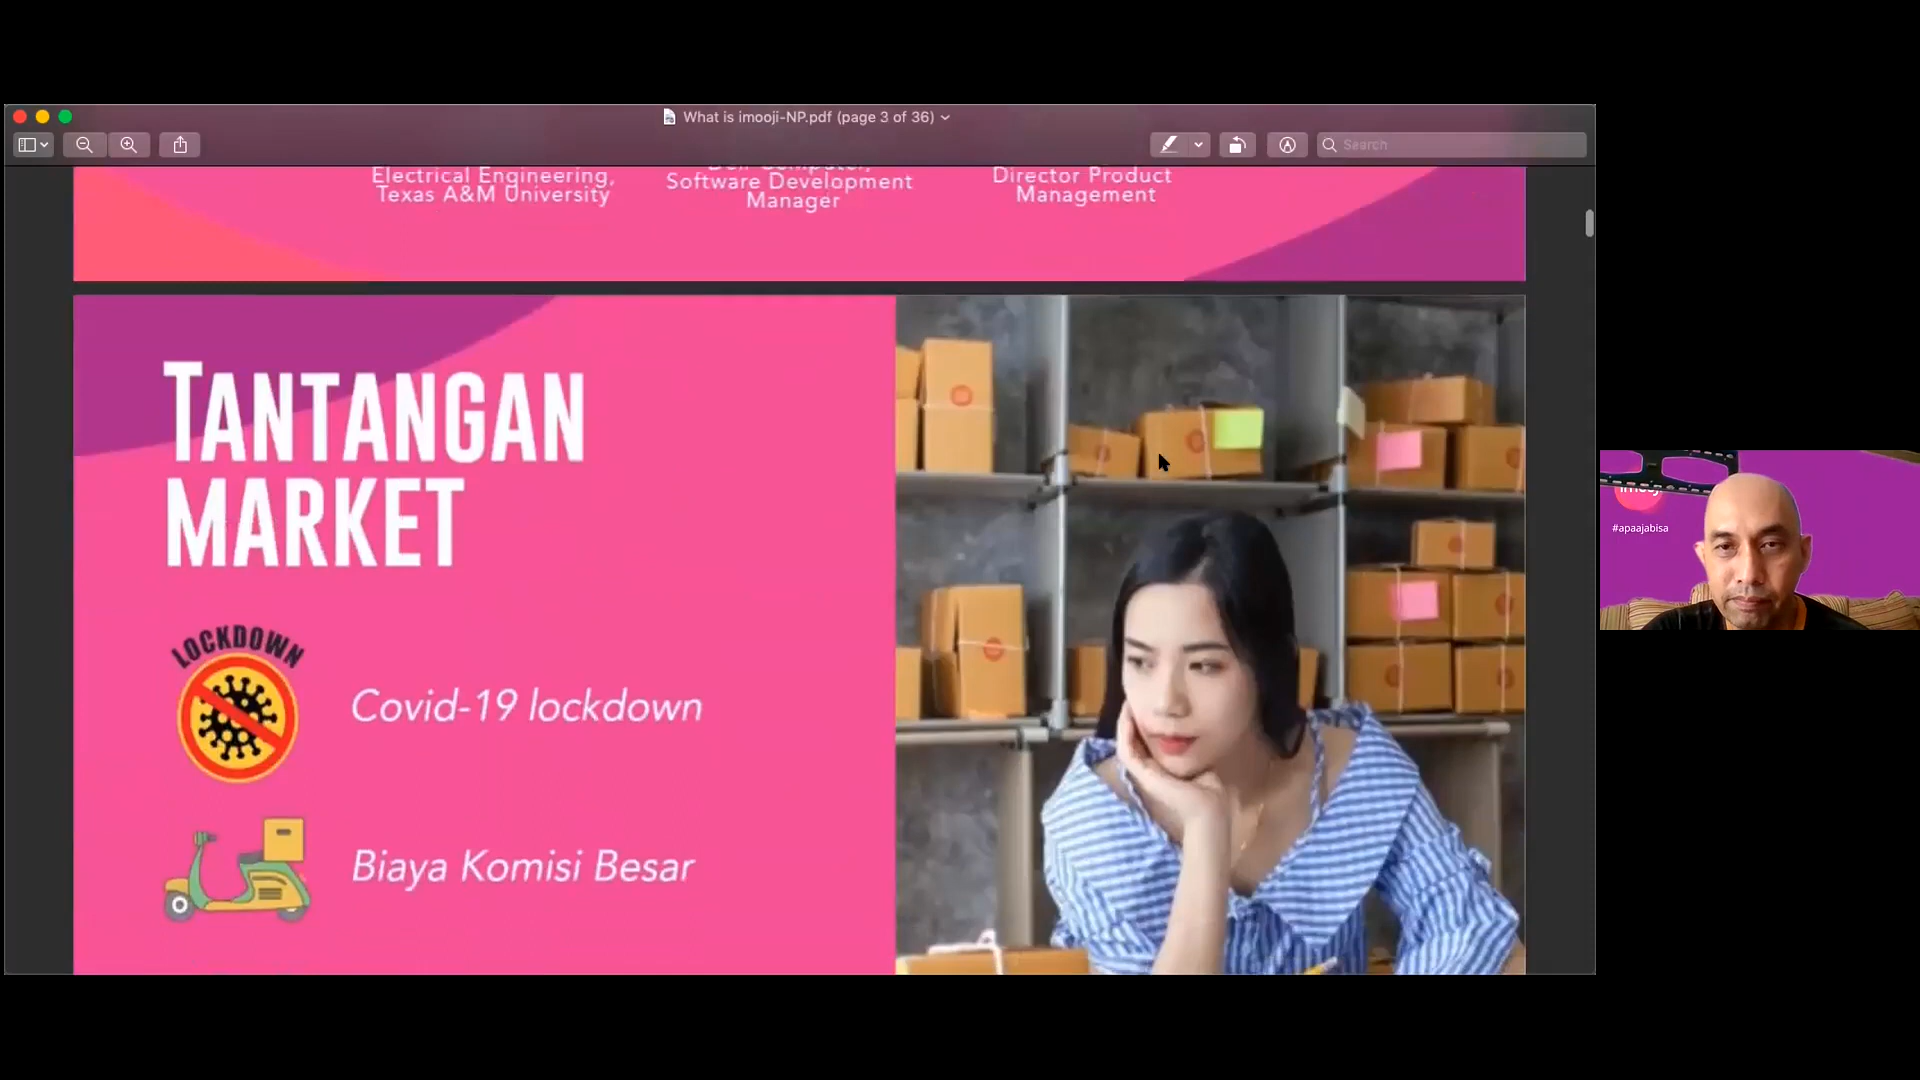 What is imooji-NP.pdf (page 3 of 36)
Search
Electrical Engineering,
Texas A&M University
Software Development
Manager
Director Product
Management
TANTANGAN
MARKET
LOCKDOWN
Covid-19 lockdown
Biaya Komisi Besar
#apaajabisa